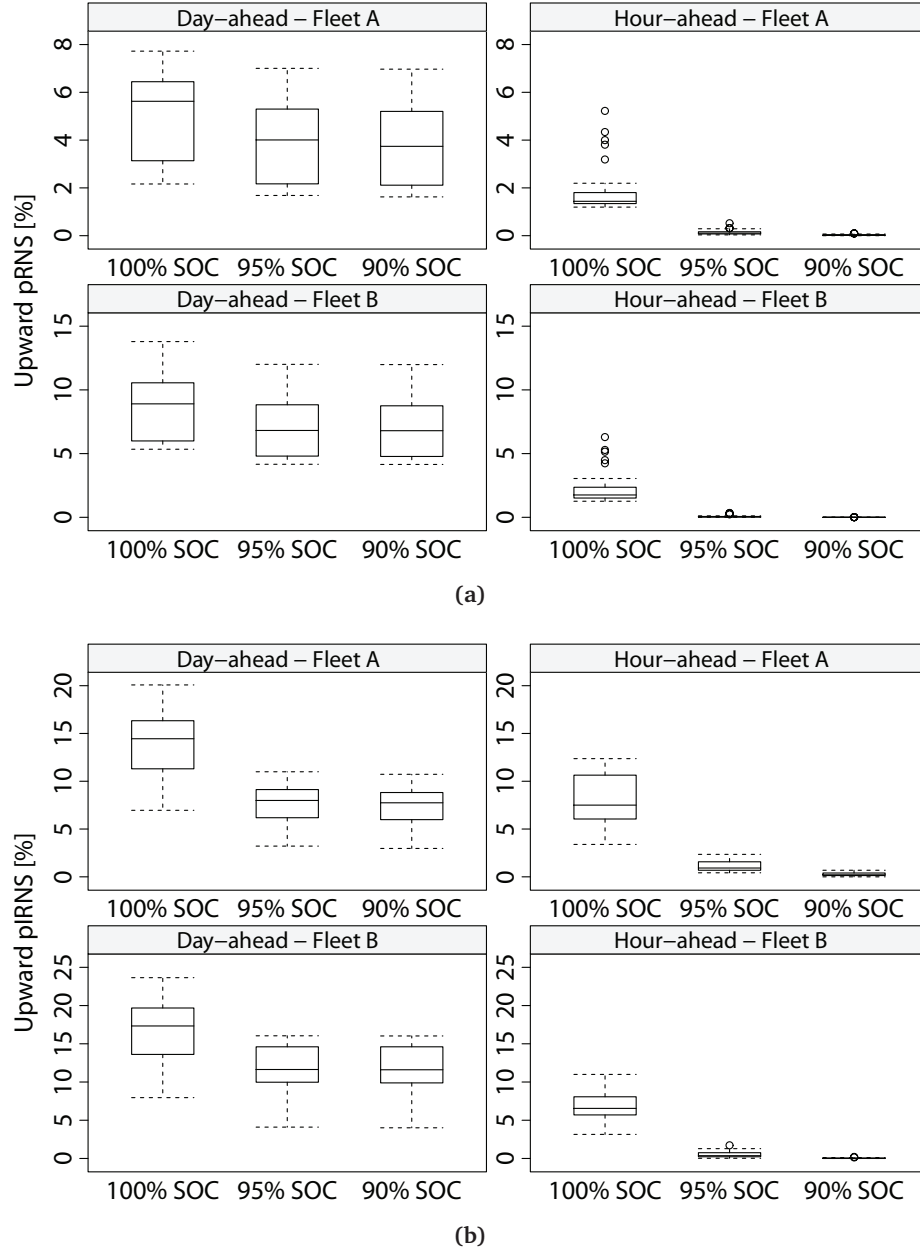 Day−ahead − Fleet A
Hour−ahead − Fleet A
Upward pRNS [%]
8
6
4
2
0
8
6
4
2
0
100% SOC 95% SOC 90% SOC
100% SOC 95% SOC 90% SOC
Day−ahead − Fleet B
Hour−ahead − Fleet B
15
10
5
0
15
10
5
0
100% SOC 95% SOC 90% SOC
100% SOC 95% SOC 90% SOC
(a)
Day−ahead − Fleet A
Hour−ahead − Fleet A
Upward pIRNS [%]
20
15
10
5
0
20
15
10
5
0
100% SOC 95% SOC 90% SOC
100% SOC 95% SOC 90% SOC
Day−ahead − Fleet B
Hour−ahead − Fleet B
25
20
15
10
5
0
25
20
15
10
5
0
100% SOC 95% SOC 90% SOC
100% SOC 95% SOC 90% SOC
(b)